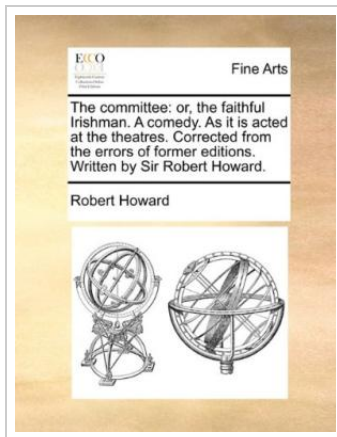 ECCO
Fine Arts
The committee: or, the faithful
Irishman. A comedy. As it is acted
at the theatres. Corrected from
the errors of former editions.
Written by Sir Robert Howard.
Robert Howard